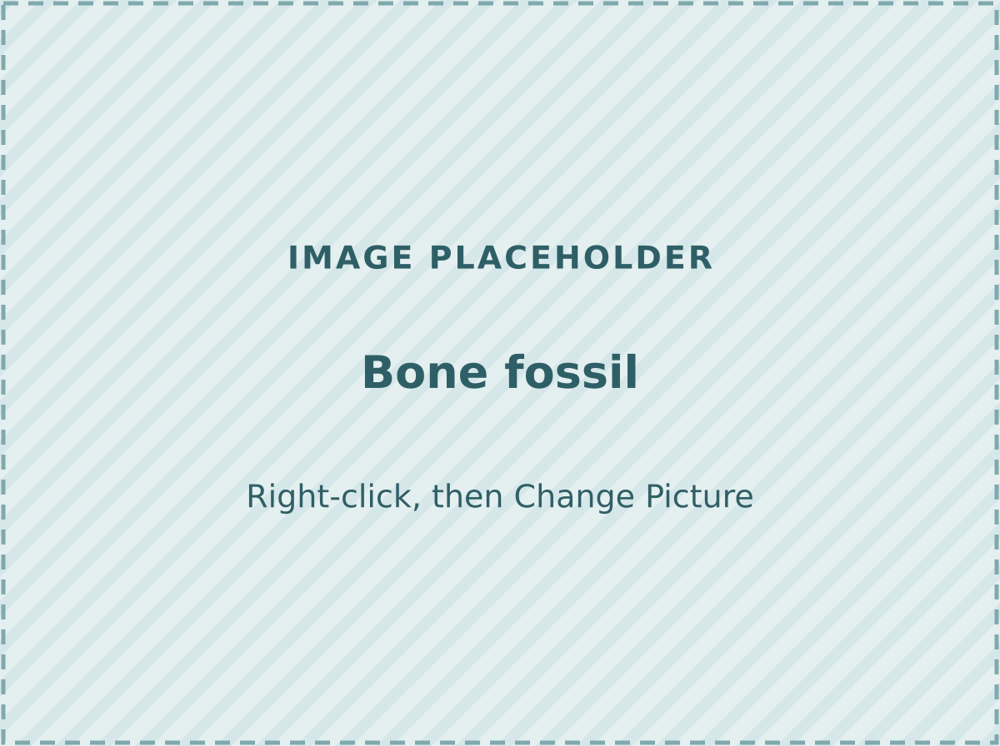 IMAGE PLACEHOLDER
Bone fossil
Right-click, then Change Picture